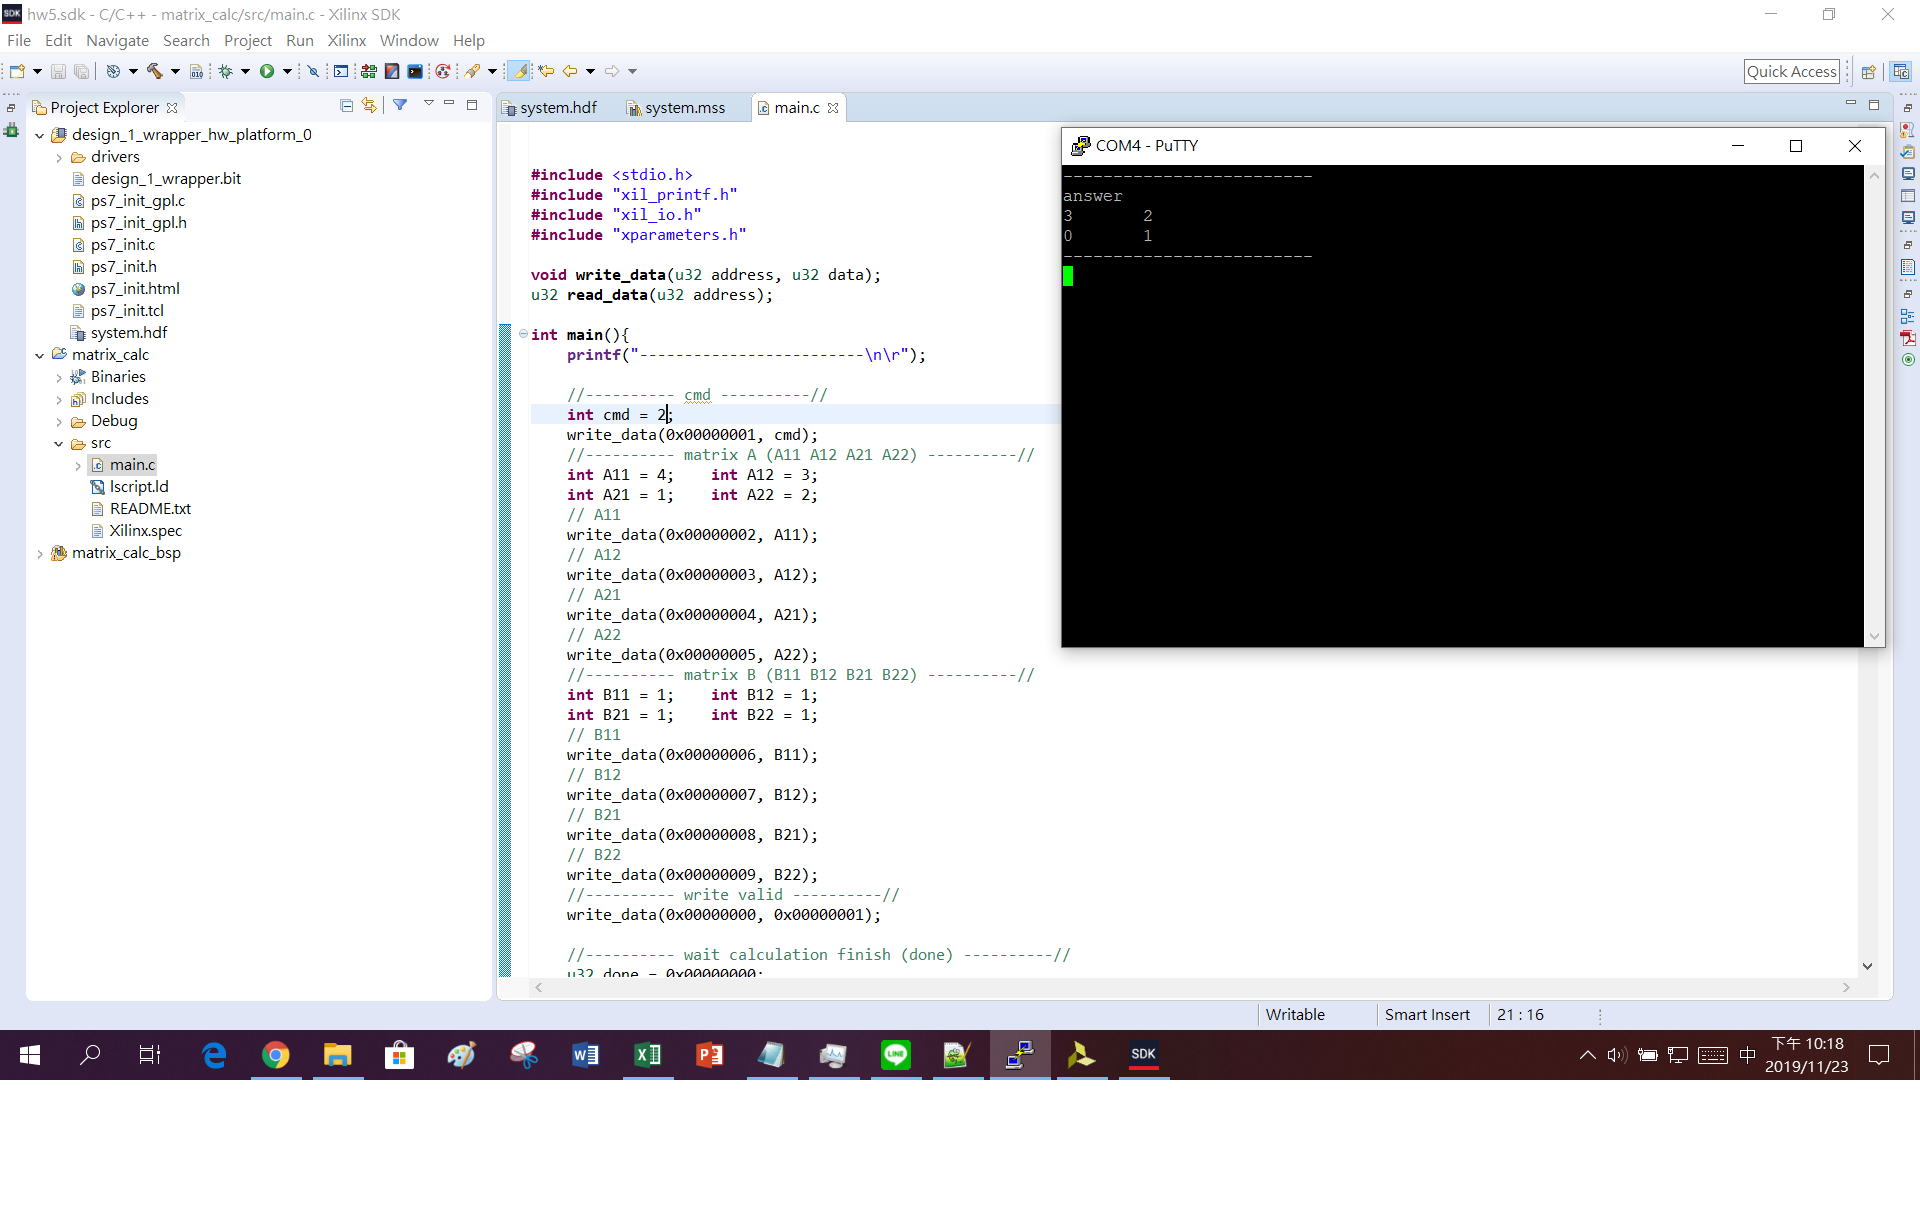 SDK hw5.sdk - C/C++ - matrix_calc/src/main.c - Xilinx SDK
File Edit Navigate Search Project Run Xilinx Window Help
Quick Access
Project Explorer
design_1_wrapper_hw_platform_0
drivers
design_1_wrapper.bit
ps7_init_gpl.c
ps7_init_gpl.h
ps7_init.c
ps7_init.h
ps7_init.html
ps7_init.tcl
system.hdf
matrix_calc
Binaries
Includes
Debug
src
main.c
lscript.ld
README.txt
Xilinx.spec
matrix_calc_bsp
system.hdf system.mss main.c
#include <stdio.h>
#include "xil_printf.h"
#include "xil_io.h"
#include "xparameters.h"
void write_data(u32 address, u32 data);
u32 read_data(u32 address);
int main(){
printf("-------------------------\n\r");
//---------- cmd ----------//
int cmd = 2;
write_data(0x00000001, cmd);
//---------- matrix A (A11 A12 A21 A22) ----------//
int A11 = 4; int A12 = 3;
int A21 = 1; int A22 = 2;
// A11
write_data(0x00000002, A11);
// A12
write_data(0x00000003, A12);
// A21
write_data(0x00000004, A21);
// A22
write_data(0x00000005, A22);
//---------- matrix B (B11 B12 B21 B22) ----------//
int B11 = 1; int B12 = 1;
int B21 = 1; int B22 = 1;
// B11
write_data(0x00000006, B11);
// B12
write_data(0x00000007, B12);
// B21
write_data(0x00000008, B21);
// B22
write_data(0x00000009, B22);
//---------- write valid ----------//
write_data(0x00000000, 0x00000001);
//---------- wait calculation finish (done) ----------//
u32 done = 0x00000000;
COM4 - PuTTY
-------------------------
answer
3 2
0 1
-------------------------
Writable Smart Insert 21 : 16
LINE SDK
中
下午 10:18
2019/11/23